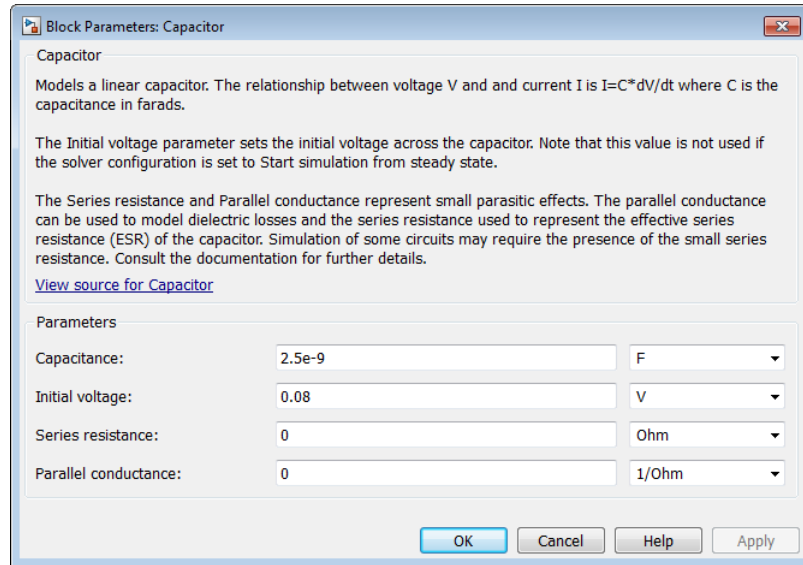 Block Parameters: Capacitor
Capacitor
Models a linear capacitor. The relationship between voltage V and and current I is I=C*dV/dt where C is the
capacitance in farads.
The Initial voltage parameter sets the initial voltage across the capacitor. Note that this value is not used if
the solver configuration is set to Start simulation from steady state.
The Series resistance and Parallel conductance represent small parasitic effects. The parallel conductance
can be used to model dielectric losses and the series resistance used to represent the effective series
resistance (ESR) of the capacitor. Simulation of some circuits may require the presence of the small series
resistance. Consult the documentation for further details.
View source for Capacitor
Parameters
Capacitance: 2.5e-9 F
Initial voltage: 0.08 V
Series resistance: 0 Ohm
Parallel conductance: 0 1/Ohm
OK Cancel Help Apply